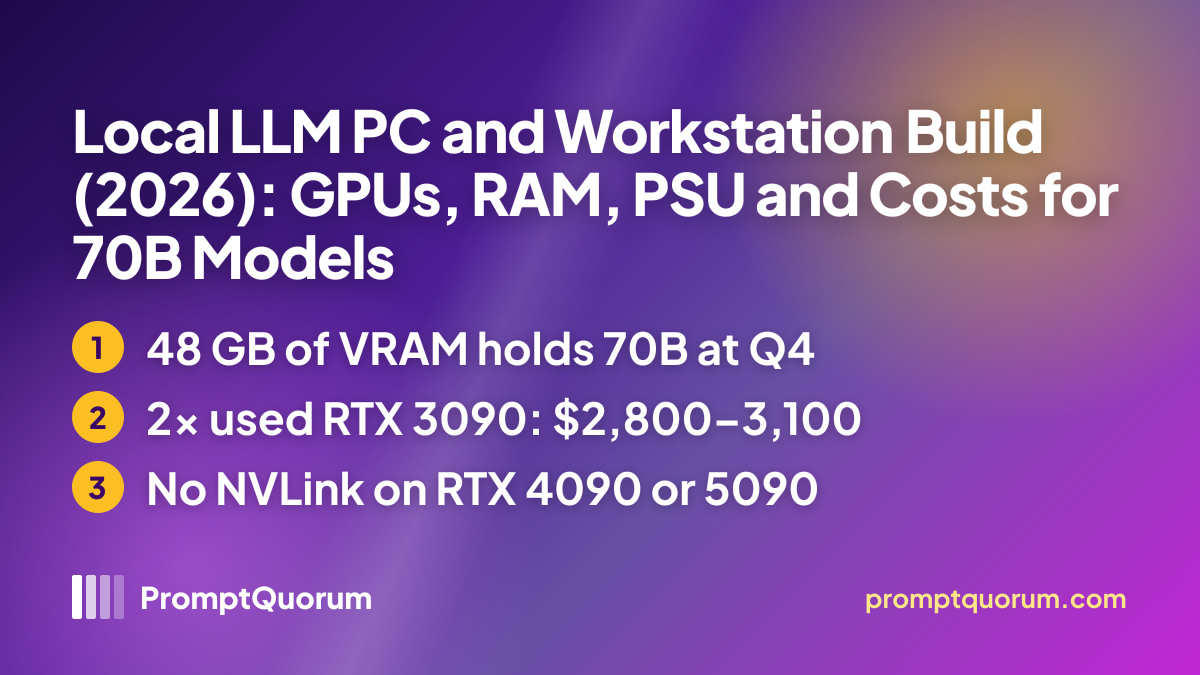 Local LLM PC and Workstation Build
(2026): GPUs, RAM, PSU and Costs for
70B Models
1 48 GB of VRAM holds 70B at Q4
2 2× used RTX 3090: $2,800–3,100
3 No NVLink on RTX 4090 or 5090
PromptQuorum
promptquorum.com